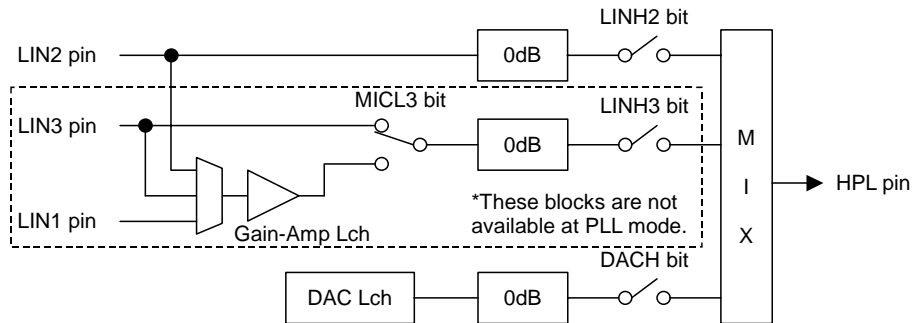 LINH2 bit
LIN2 pin
0dB
MICL3 bit
LINH3 bit
LIN3 pin
0dB
M
I
X
HPL pin
*These blocks are not
available at PLL mode.
LIN1 pin
Gain-Amp Lch
DACH bit
DAC Lch
0dB